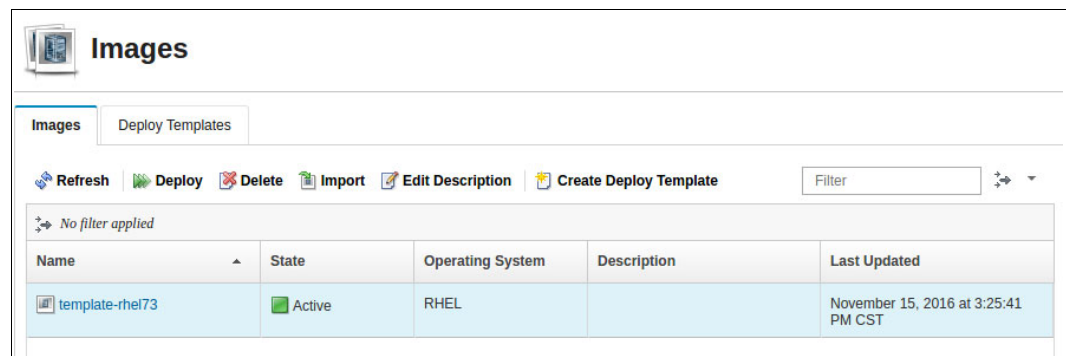 Images
Images Deploy Templates
Refresh Deploy Delete Import Edit Description Create Deploy Template Filter
No filter applied
Name State Operating System Description Last Updated
template-rhel73 Active RHEL November 15, 2016 at 3:25:41
PM CST